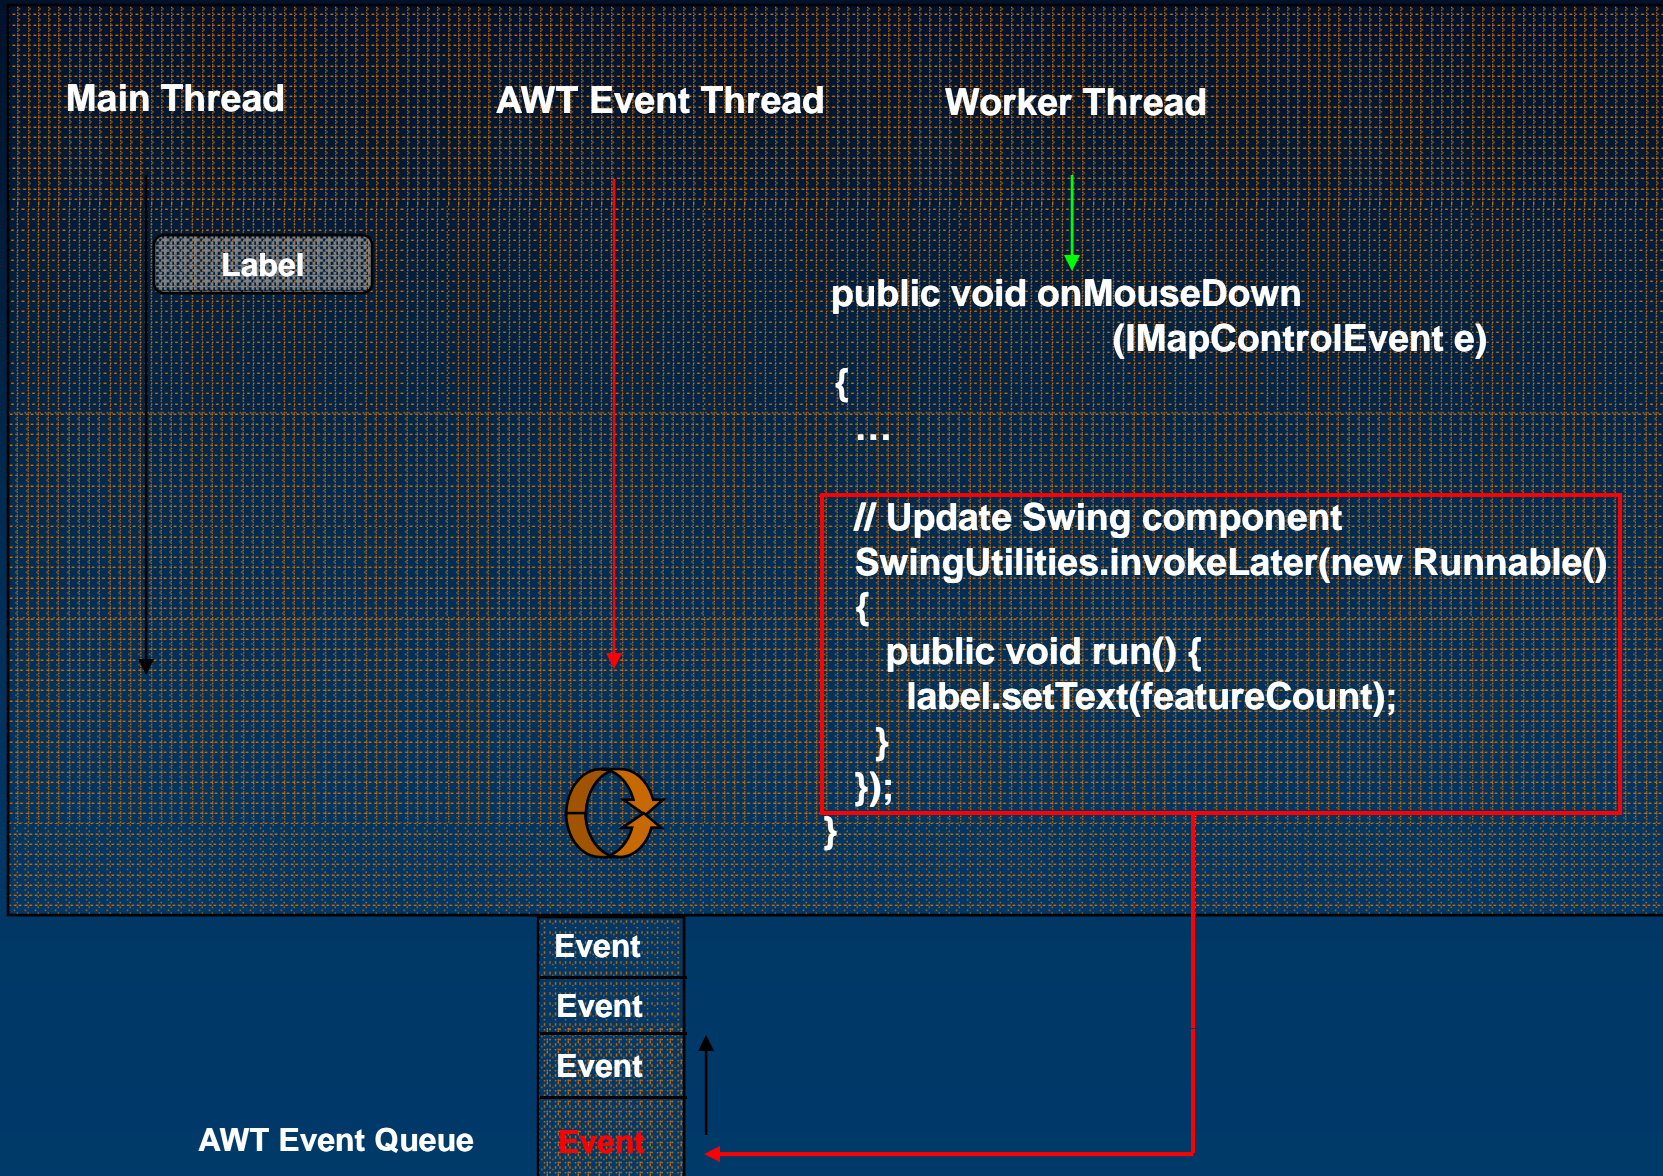 Main Thread
AWT Event Thread
Worker Thread
Label
public void onMouseDown
(IMapControlEvent e)
{
...
// Update Swing component
SwingUtilities.invokeLater(new Runnable()
{
public void run() {
label.setText(featureCount);
}
});
}
Event
Event
Event
AWT Event Queue
Event